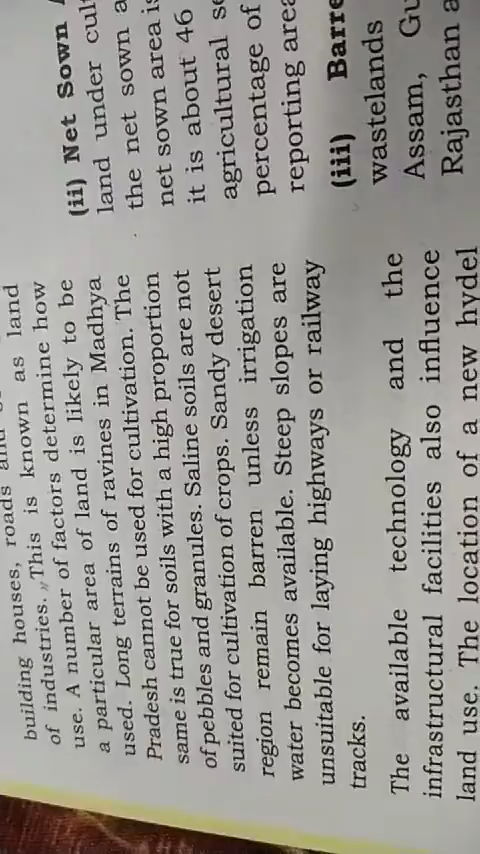 building houses, roads and
of industries. This is known as land
use. A number of factors determine how
a particular area of land is likely to be
used. Long terrains of ravines in Madhya
Pradesh cannot be used for cultivation. The
same is true for soils with a high proportion
of pebbles and granules. Saline soils are not
suited for cultivation of crops. Sandy desert
region remain barren unless irrigation
water becomes available. Steep slopes are
unsuitable for laying highways or railway
tracks.
The available technology and the
infrastructural facilities also influence
land use. The location of a new hydel
(ii) Net Sown
land under
the net sown
net sown area is
it is about 46
agricultural
percentage of
reporting
(iii)
wastelands
Assam,
Rajasthan